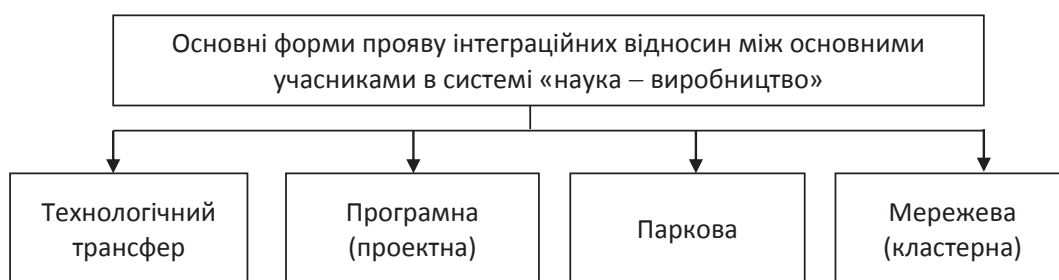 Основні форми прояву інтеграційних відносин між основними
учасниками в системі «наука – виробництво»
Технологічний
трансфер
Програмна
(проектна)
Паркова
Мережева
(кластерна)